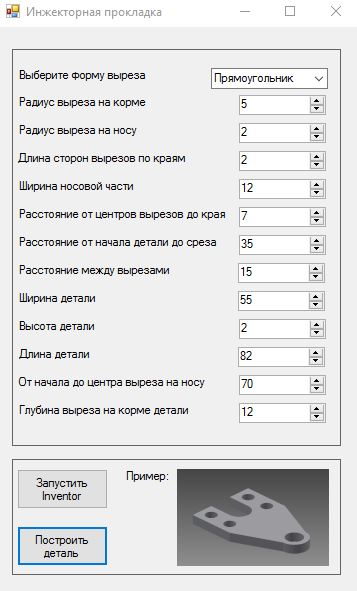 Инжекторная прокладка
Выберите форму выреза Прямоугольник
Радиус выреза на корме 5
Радиус выреза на носу 2
Длина сторон вырезов по краям 2
Ширина носовой части 12
Расстояние от центров вырезов до края 7
Расстояние от начала детали до среза 35
Расстояние между вырезами 15
Ширина детали 55
Высота детали 2
Длина детали 82
От начала до центра выреза на носу 70
Глубина выреза на корме детали 12
Запустить
Inventor
Пример:
Построить
деталь